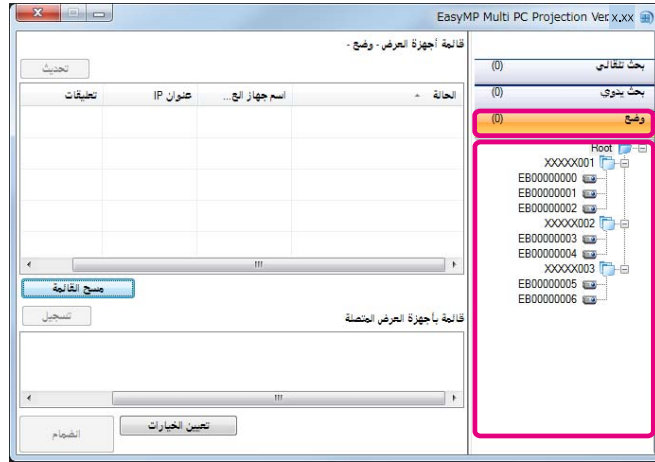 EasyMP Multi PC Projection Ver.x.xx
قائمة أجهزة العرض - وضع -
تحديث
الحالة
اسم جهاز الع...
عنوان IP
تعليقات
بحث تلقائي (0)
بحث يدوي (0)
وضع (0)
Root
XXXXX001
EB00000000
EB00000001
EB00000002
XXXXX002
EB00000003
EB00000004
XXXXX003
EB00000005
EB00000006
مسح القائمة
تسجيل
قائمة بأجهزة العرض المتصلة
تعيين الخيارات
انضمام